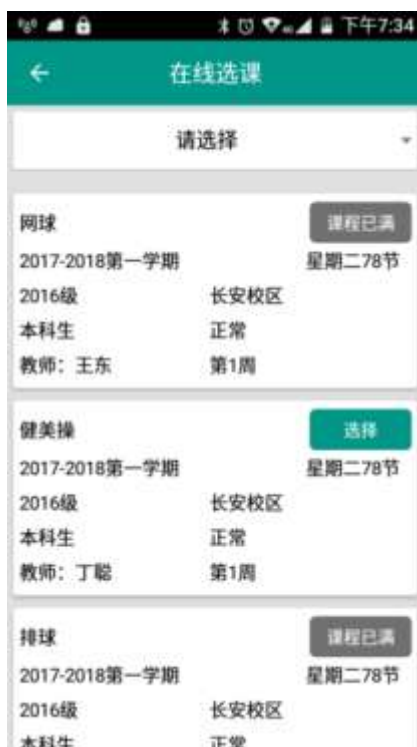 下午7:34
在线选课
请选择
网球 课程已满
2017-2018第一学期 星期二78节
2016级 长安校区
本科生 正常
教师：王东 第1周
健美操 选择
2017-2018第一学期 星期二78节
2016级 长安校区
本科生 正常
教师：丁聪 第1周
排球 课程已满
2017-2018第一学期 星期二78节
2016级 长安校区
本科生 正常